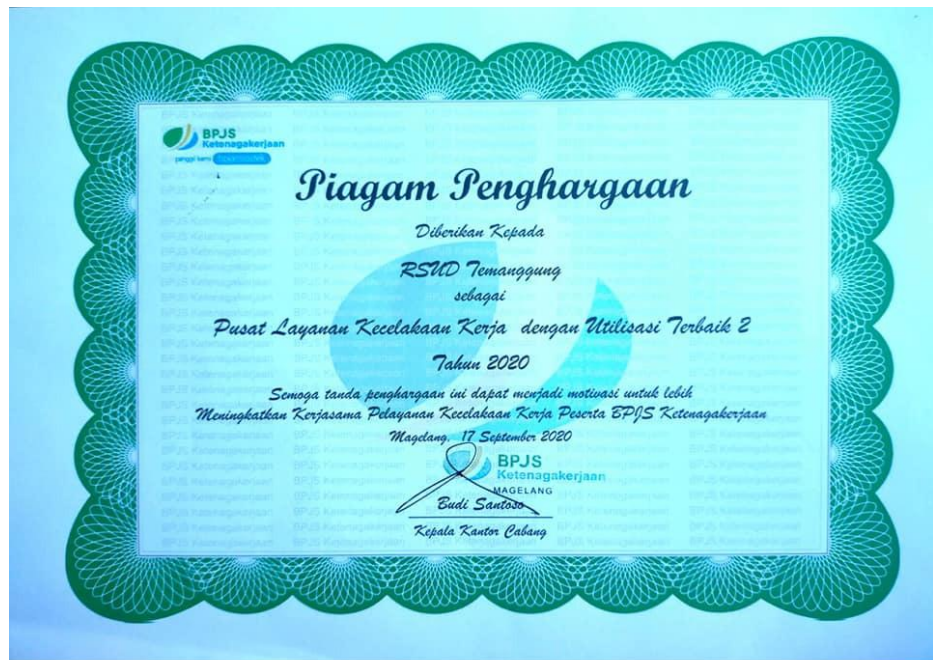 BPJS
Ketenagakerjaan
panggil kami
Piagam Penghargaan
Diberikan Kepada
RSUD Temanggung
sebagai
Pusat Layanan Kecelakaan Kerja dengan Utilisasi Terbaik 2
Tahun 2020
Semoga tanda penghargaan ini dapat menjadi motivasi untuk lebih
Meningkatkan Kerjasama Pelayanan Kecelakaan Kerja Peserta BPJS Ketenagakerjaan
Magelang, 17 September 2020
BPJS
Ketenagakerjaan
MAGELANG
Budi Santoso
Kepala Kantor Cabang